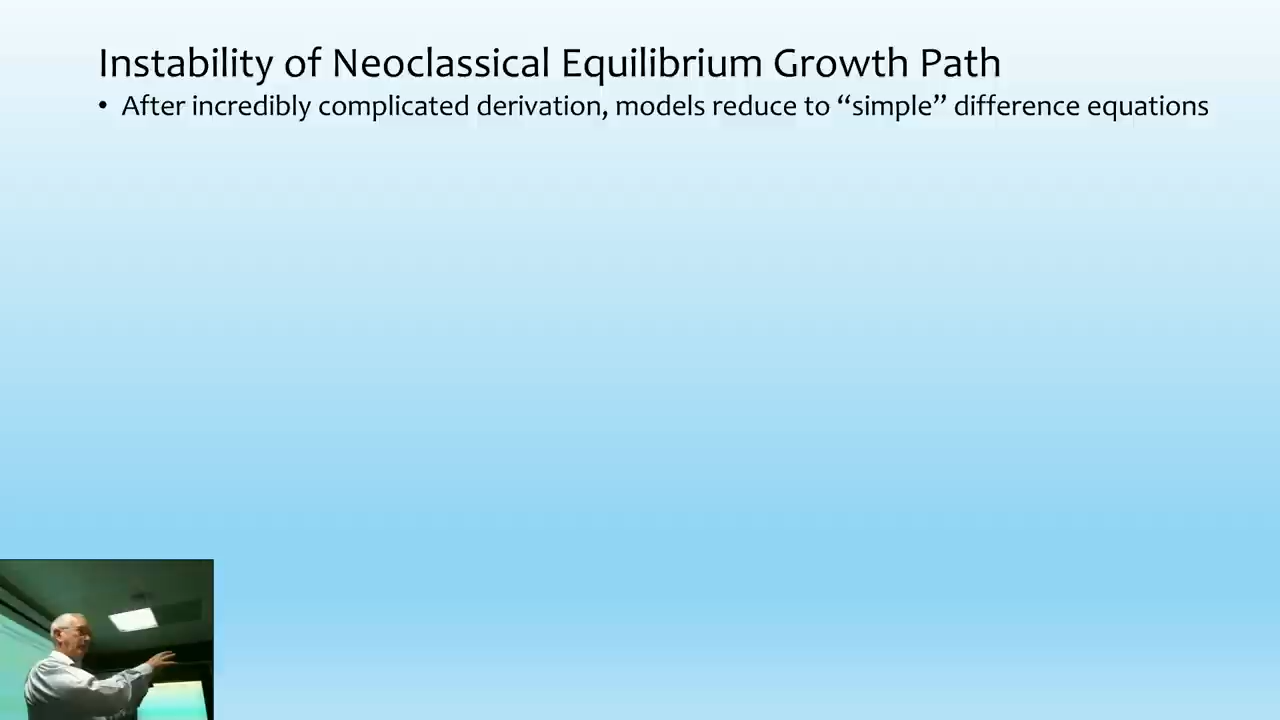 Instability of Neoclassical Equilibrium Growth Path
• After incredibly complicated derivation, models reduce to “simple” difference equations